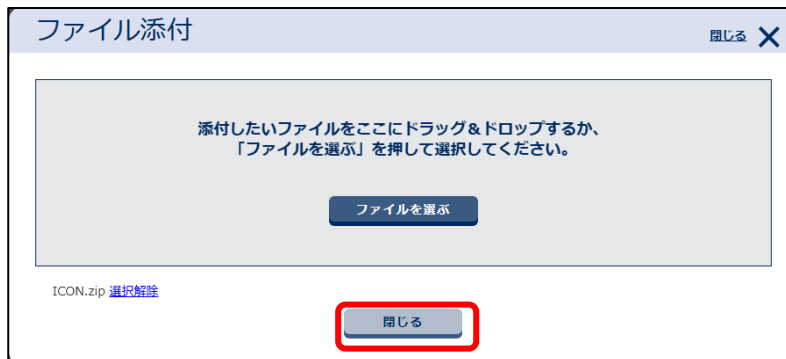 ファイル添付
閉じる
添付したいファイルをここにドラッグ&ドロップするか、
「ファイルを選ぶ」を押して選択してください。
ファイルを選ぶ
ICON.zip 選択解除
閉じる